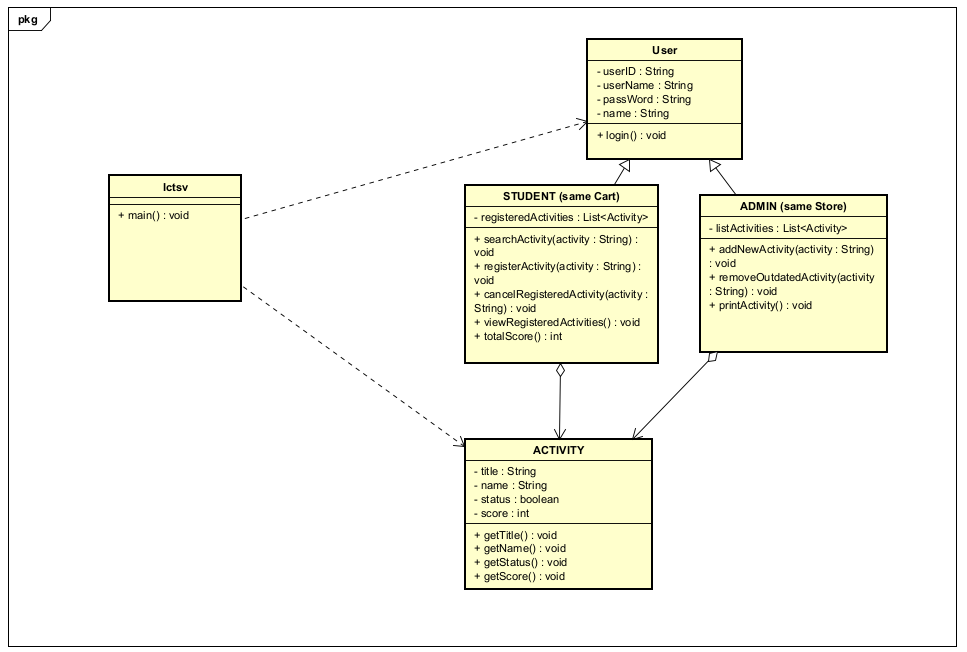 pkg
User
- userID : String
- userName : String
- passWord : String
- name : String
+ login() : void
lctsv
+ main() : void
STUDENT (same Cart)
- registeredActivities : List<Activity>
+ searchActivity(activity : String) :
void
+ registerActivity(activity : String) :
void
+ cancelRegisteredActivity(activity :
String) : void
+ viewRegisteredActivities() : void
+ totalScore() : int
ADMIN (same Store)
- listActivities : List<Activity>
+ addNewActivity(activity : String)
: void
+ removeOutdatedActivity(activity
: String) : void
+ printActivity() : void
ACTIVITY
- title : String
- name : String
- status : boolean
- score : int
+ getTitle() : void
+ getName() : void
+ getStatus() : void
+ getScore() : void